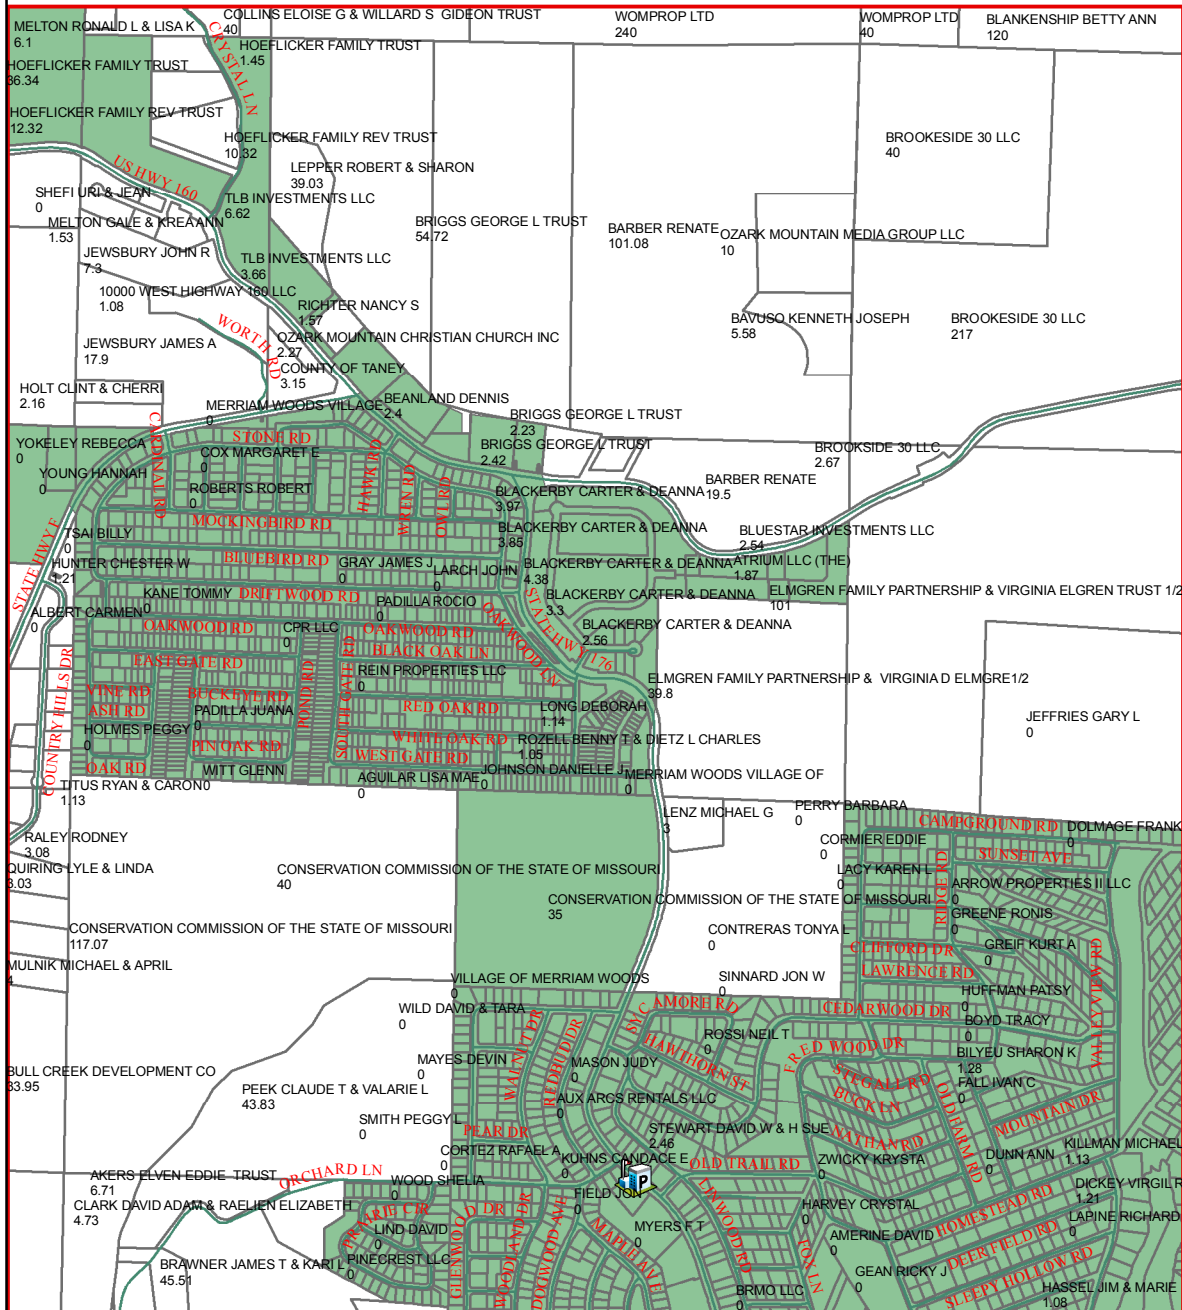 COLLINS ELOISE G & WILLARD S GIDEON TRUST
40
WOMPROP LTD
240
WOMPROP LTD
40
BLANKENSHIP BETTY ANN
120
MELTON RONALD L & LISA K
6.1
CRYSTAL LN
HOEFLICKER FAMILY TRUST
1.45
HOEFLICKER FAMILY TRUST
36.34
HOEFLICKER FAMILY REV TRUST
12.32
HOEFLICKER FAMILY REV TRUST
10.32
BROOKESIDE 30 LLC
40
LEPPER ROBERT & SHARON
39.03
US HWY 160
SHEFI URI & JEAN
0
TLB INVESTMENTS LLC
6.62
MELTON GALE & KREA ANN
1.53
BRIGGS GEORGE L TRUST
54.72
BARBER RENATE
101.08
OZARK MOUNTAIN MEDIA GROUP LLC
10
JEWSBURY JOHN R
7.3
TLB INVESTMENTS LLC
3.66
10000 WEST HIGHWAY 160 LLC
1.08
RICHTER NANCY S
1.57
BAVUSO KENNETH JOSEPH
5.58
BROOKESIDE 30 LLC
217
WORTH RD
OZARK MOUNTAIN CHRISTIAN CHURCH INC
2.27
JEWSBURY JAMES A
17.9
COUNTY OF TANEY
3.15
HOLT CLINT & CHERRI
2.16
MERRIAM WOODS VILLAGE
0
BEANLAND DENNIS
2.4
BRIGGS GEORGE L TRUST
2.23
CARDINAL RD
STONE RD
YOKELEY REBECCA
0
COX MARGARET E
0
HAWK RD
BRIGGS GEORGE L TRUST
2.42
BROOKSIDE 30 LLC
2.67
YOUNG HANNAH
0
WREN RD
OWL RD
BARBER RENATE
19.5
ROBERTS ROBERT
0
BLACKERBY CARTER & DEANNA
3.97
MOCKINGBIRD RD
BLACKERBY CARTER & DEANNA
3.85
BLUESTAR INVESTMENTS LLC
2.54
STATE HWY F
TSAI BILLY
0
BLUEBIRD RD
HUNTER CHESTER W
1.21
GRAY JAMES J
0
LARCH JOHN
0
BLACKERBY CARTER & DEANNA
4.38
ATRIUM LLC (THE)
1.87
KANE TOMMY
0
DRIFTWOOD RD
PADILLA ROCIO
0
BLACKERBY CARTER & DEANNA
3.3
ELMGREN FAMILY PARTNERSHIP & VIRGINIA ELGREN TRUST 1/2
101
ALBERT CARMEN
0
OAKWOOD RD
CPR LLC
0
OAKWOOD RD
OAKWOOD LN
STATE HWY 176
BLACKERBY CARTER & DEANNA
2.56
BLACK OAK LN
EAST GATE RD
REIN PROPERTIES LLC
0
ELMGREN FAMILY PARTNERSHIP & VIRGINIA D ELMGRE1/2
39.8
COUNTRY HILLS DR
VINE RD
BUCKEYE RD
POND RD
SOUTH GATE RD
ASH RD
PADILLA JUANA
0
RED OAK RD
LONG DEBORAH
1.14
JEFFRIES GARY L
0
HOLMES PEGGY
0
PIN OAK RD
WHITE OAK RD
ROZELL BENNY T & DIETZ L CHARLES
1.05
WEST GATE RD
OAK RD
WITT GLENN
0
AGUILAR LISA MAE
0
JOHNSON DANIELLE J
0
MERRIAM WOODS VILLAGE OF
0
TITUS RYAN & CARON
1.13
LENZ MICHAEL G
3
PERRY BARBARA
0
CAMPGROUND RD
DOLMAGE FRANK
0
RALEY RODNEY
3.08
CORMIER EDDIE
0
SUNSET AVE
QUIRING LYLE & LINDA
3.03
CONSERVATION COMMISSION OF THE STATE OF MISSOURI
40
LACY KAREN L
0
RIDGE RD
ARROW PROPERTIES II LLC
0
CONSERVATION COMMISSION OF THE STATE OF MISSOURI
35
GREENE RONIS
0
CONSERVATION COMMISSION OF THE STATE OF MISSOURI
117.07
CONTRERAS TONYA L
0
CLIFFORD DR
GREIF KURT A
0
VALLEY VIEW RD
MULNIK MICHAEL & APRIL
4
VILLAGE OF MERRIAM WOODS
0
SINNARD JON W
0
LAWRENCE RD
HUFFMAN PATSY
0
WILD DAVID & TARA
0
SYCAMORE RD
CEDARWOOD DR
BOYD TRACY
0
WALNUT DR
REDBUD DR
ROSSI NEIL T
0
FRED WOOD DR
MAYES DEVIN
0
MASON JUDY
0
HAWTHORN ST
BILYEU SHARON K
1.28
BULL CREEK DEVELOPMENT CO
33.95
STEGALL RD
FALL IVAN C
0
PEEK CLAUDE T & VALARIE L
43.83
AUX ARCS RENTALS LLC
0
BUCK LN
OLD FARM RD
MOUNTAIN DR
SMITH PEGGY L
0
PEAR DR
STEWART DAVID W & H SUE
2.46
NATHAN RD
KILLMAN MICHAEL
1.13
CORTEZ RAFAEL A
0
KUHNS CANDACE E
0
OLD TRAIL RD
ZWICKY KRYSTA
0
DUNN ANN
0
AKERS ELVEN EDDIE TRUST
6.71
ORCHARD LN
WOOD SHELIA
0
P
LINWOOD RD
DICKEY VIRGIL R
1.21
CLARK DAVID ADAM & RAELIEN ELIZABETH
4.73
PRAIRIE CIR
GLENWOOD DR
WOODLAND DR
DOGWOOD AVE
FIELD JON
0
HARVEY CRYSTAL
0
HOMESTEAD RD
LAPINE RICHARD
0
LIND DAVID
0
MAPLE AVE
MYERS F T
0
AMERINE DAVID
0
DEER FIELD RD
BRAWNER JAMES T & KARI L
45.51
PINECREST LLC
0
FOX LN
GEAN RICKY J
0
SLEEPY HOLLOW RD
BRMO LLC
0
HASSEL JIM & MARIE
1.08